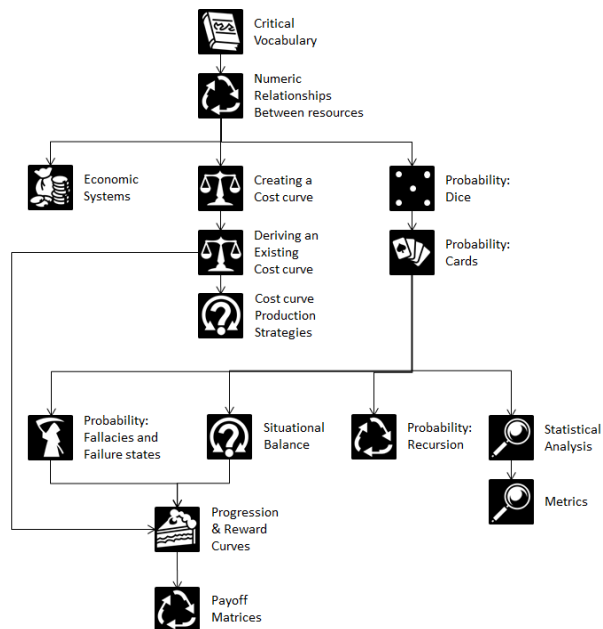 Critical
Vocabulary
Numeric
Relationships
Between resources
Economic
Systems
Creating a
Cost curve
Probability:
Dice
Deriving an
Existing
Cost curve
Probability:
Cards
Cost curve
Production
Strategies
Probability:
Fallacies and
Failure states
Situational
Balance
Probability:
Recursion
Statistical
Analysis
Metrics
Progression
& Reward
Curves
Payoff
Matrices